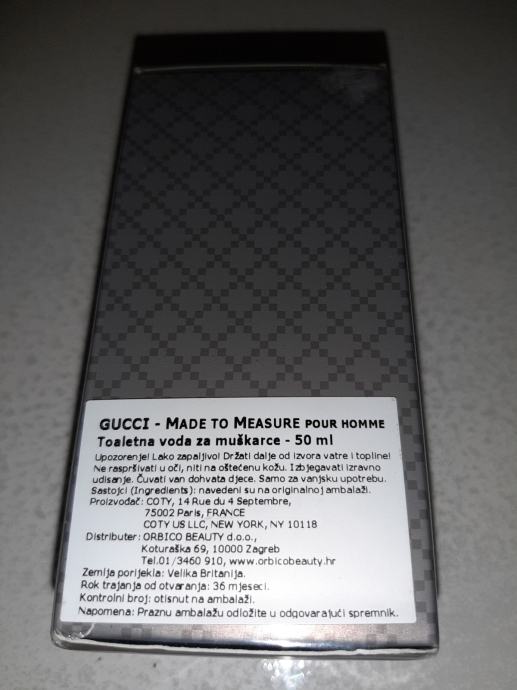 GUCCI - MADE TO MEASURE POUR HOMME
Toaletna voda za muškarce - 50 ml
Upozorenje! Lako zapaljivo! Držati dalje od izvora vatre i topline!
Ne raspršivati u oči, niti na oštećenu kožu. Izbjegavati izravno
udisanje. Čuvati van dohvata djece. Samo za vanjsku upotrebu.
Sastojci (Ingredients): navedeni su na originalnoj ambalaži.
Proizvođač: COTY, 14 Rue du 4 Septembre,
75002 Paris, FRANCE
COTY US LLC, NEW YORK, NY 10118
Distributer: ORBICO BEAUTY d.o.o.,
Koturaška 69, 10000 Zagreb
Tel.01/3460 910, www.orbicobeauty.hr
Zemlja porijekla: Velika Britanija.
Rok trajanja od otvaranja: 36 mjeseci.
Kontrolni broj: otisnut na ambalaži.
Napomena: Praznu ambalažu odložite u odgovarajući spremnik.